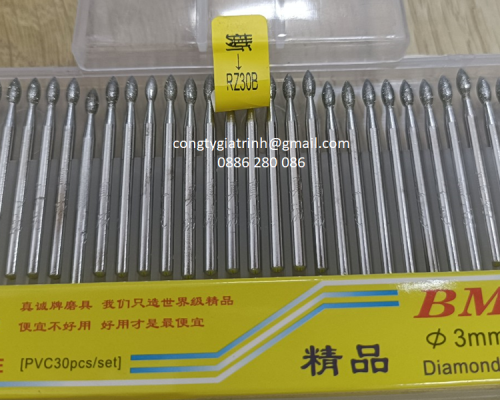 RZ30B
congtygiatrinh@gmail.com
0886 280 086
真诚牌磨具 我们只造世界级精品
便宜不好用 好用才是最便宜
[PVC30pcs/set]
精品
BM
Φ 3mm
Diamond